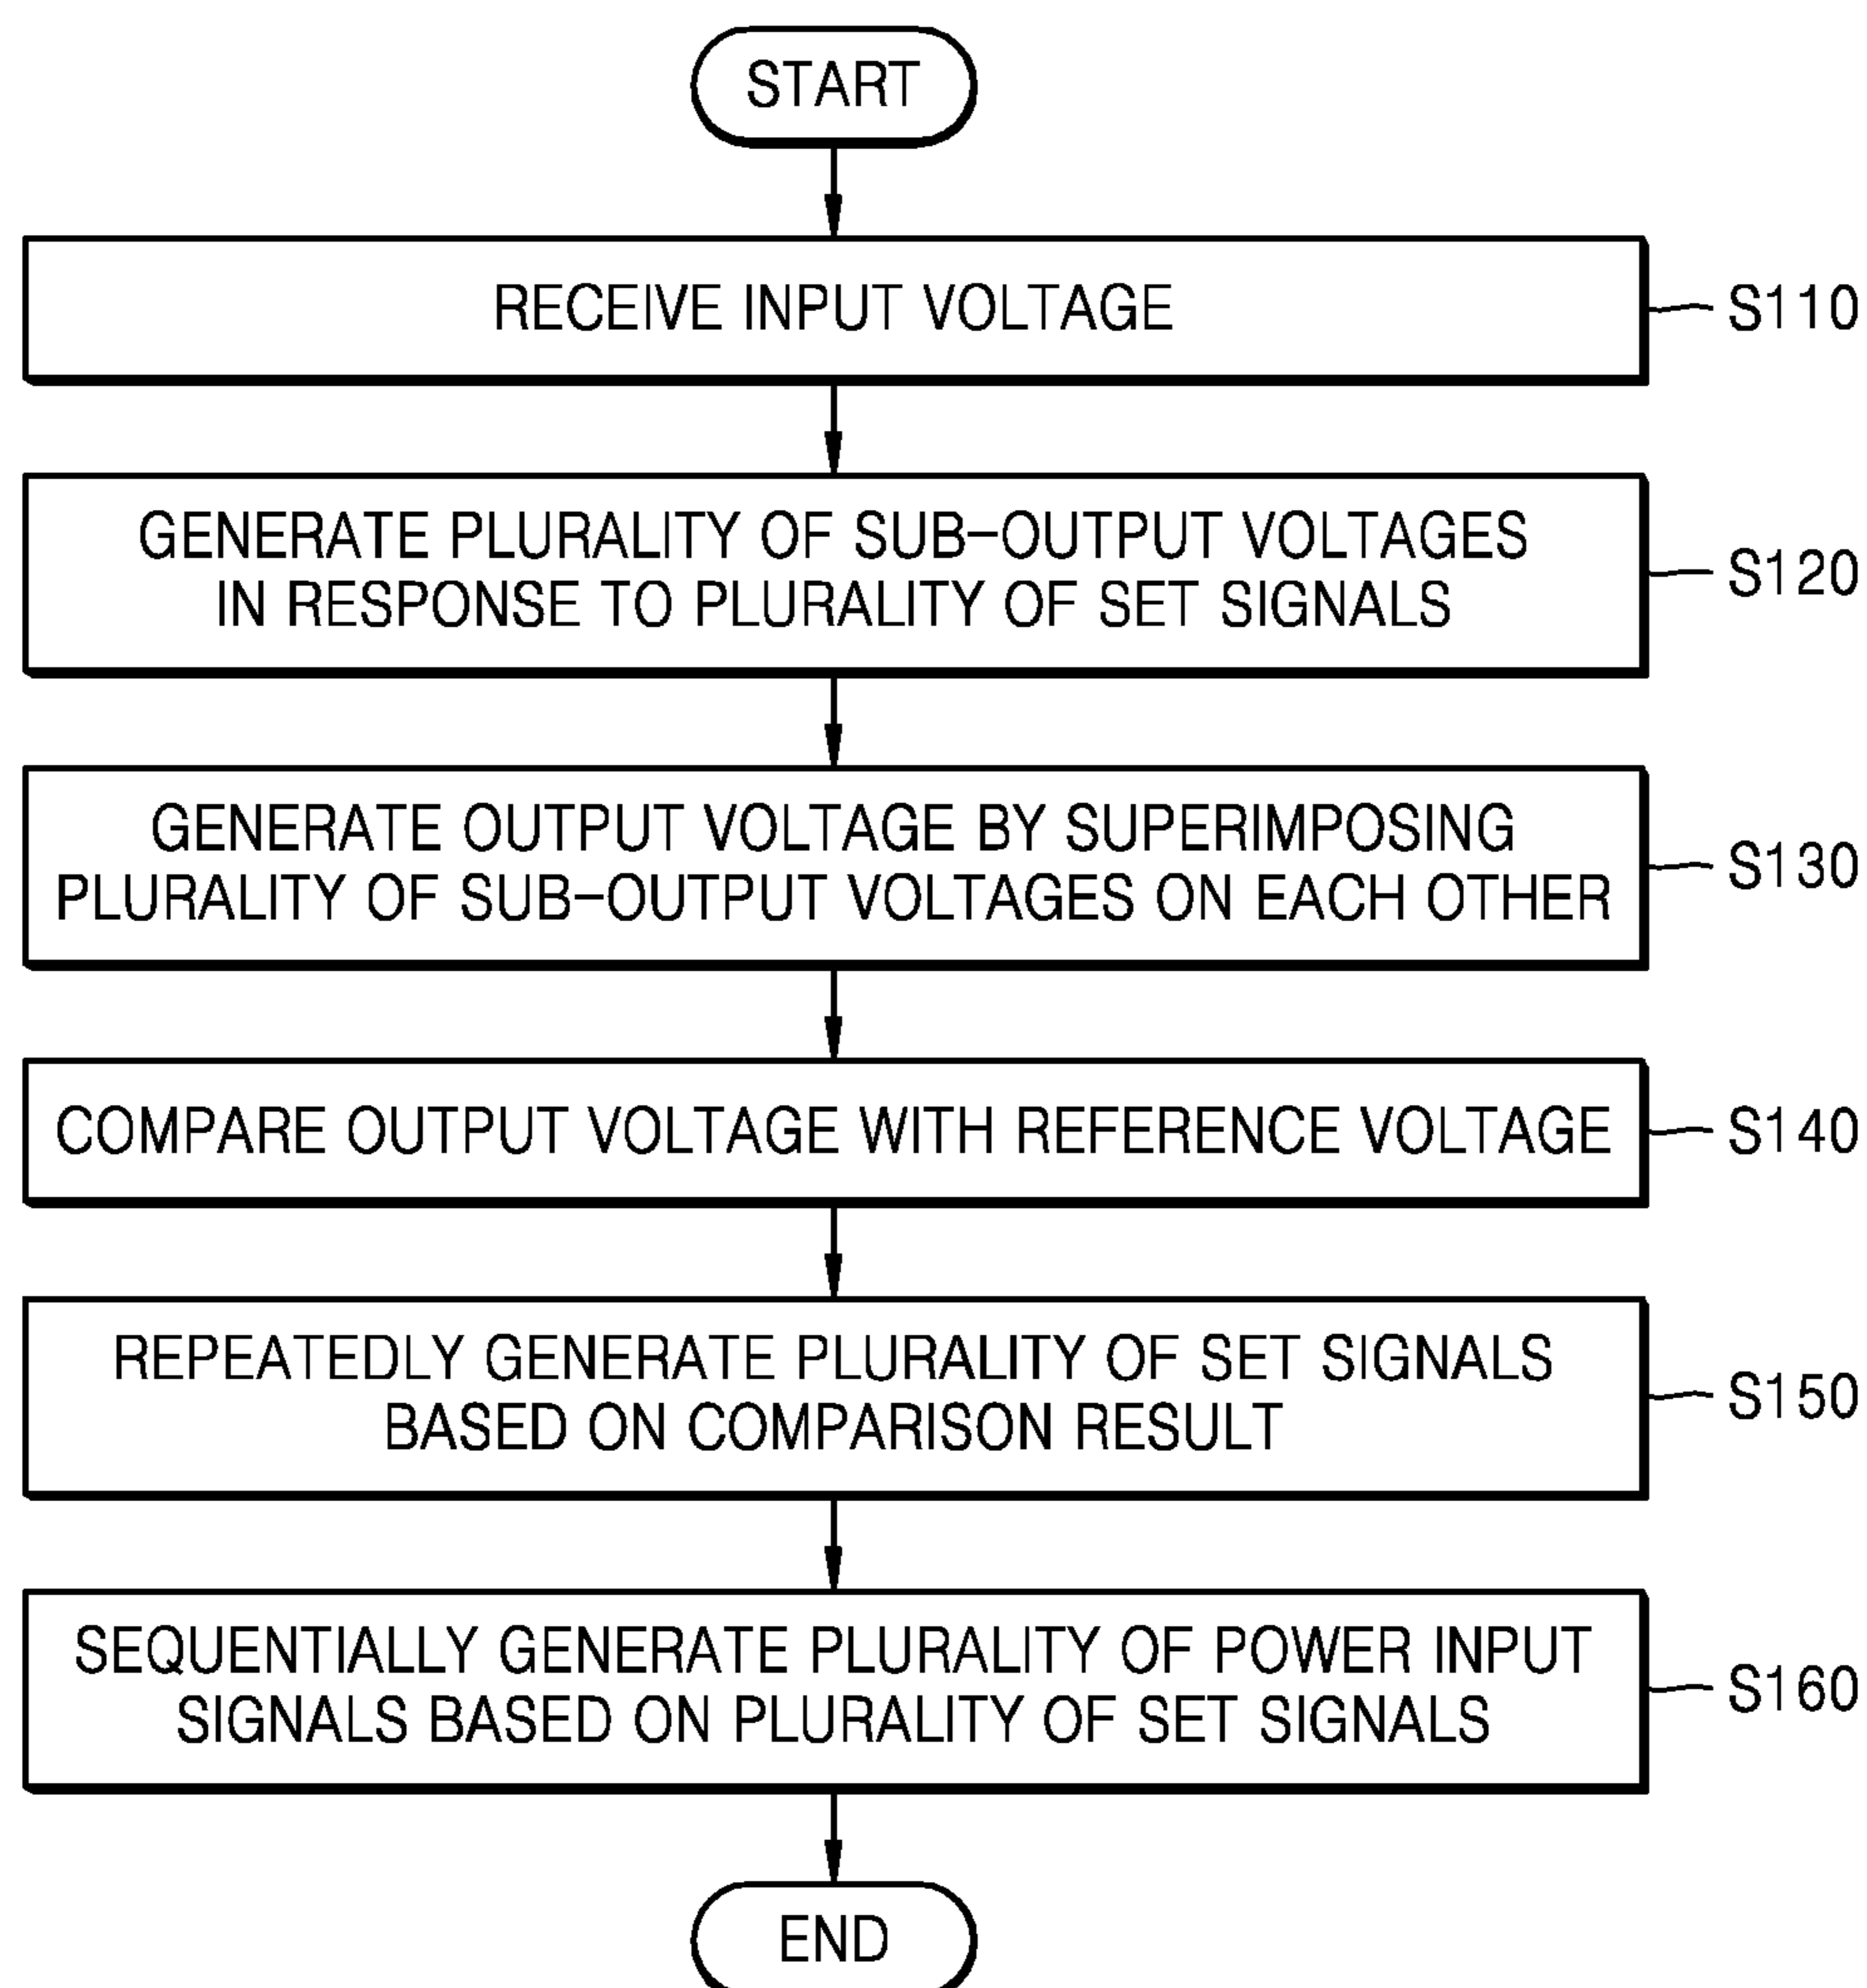 START
RECEIVE INPUT VOLTAGE
S110
GENERATE PLURALITY OF SUB-OUTPUT VOLTAGES
IN RESPONSE TO PLURALITY OF SET SIGNALS
S120
GENERATE OUTPUT VOLTAGE BY SUPERIMPOSING
PLURALITY OF SUB-OUTPUT VOLTAGES ON EACH OTHER
S130
COMPARE OUTPUT VOLTAGE WITH REFERENCE VOLTAGE
S140
REPEATEDLY GENERATE PLURALITY OF SET SIGNALS
BASED ON COMPARISON RESULT
S150
SEQUENTIALLY GENERATE PLURALITY OF POWER INPUT
SIGNALS BASED ON PLURALITY OF SET SIGNALS
S160
END